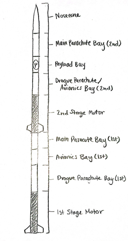 Nosecone
Main Parachute Bay (2nd)
Payload Bay
Drogue Parachute/
Avionics Bay (2nd)
2nd Stage Motor
Main Parachute Bay (1st)
Avionics Bay (1st)
Drogue Parachute Bay (1st)
1st Stage Motor